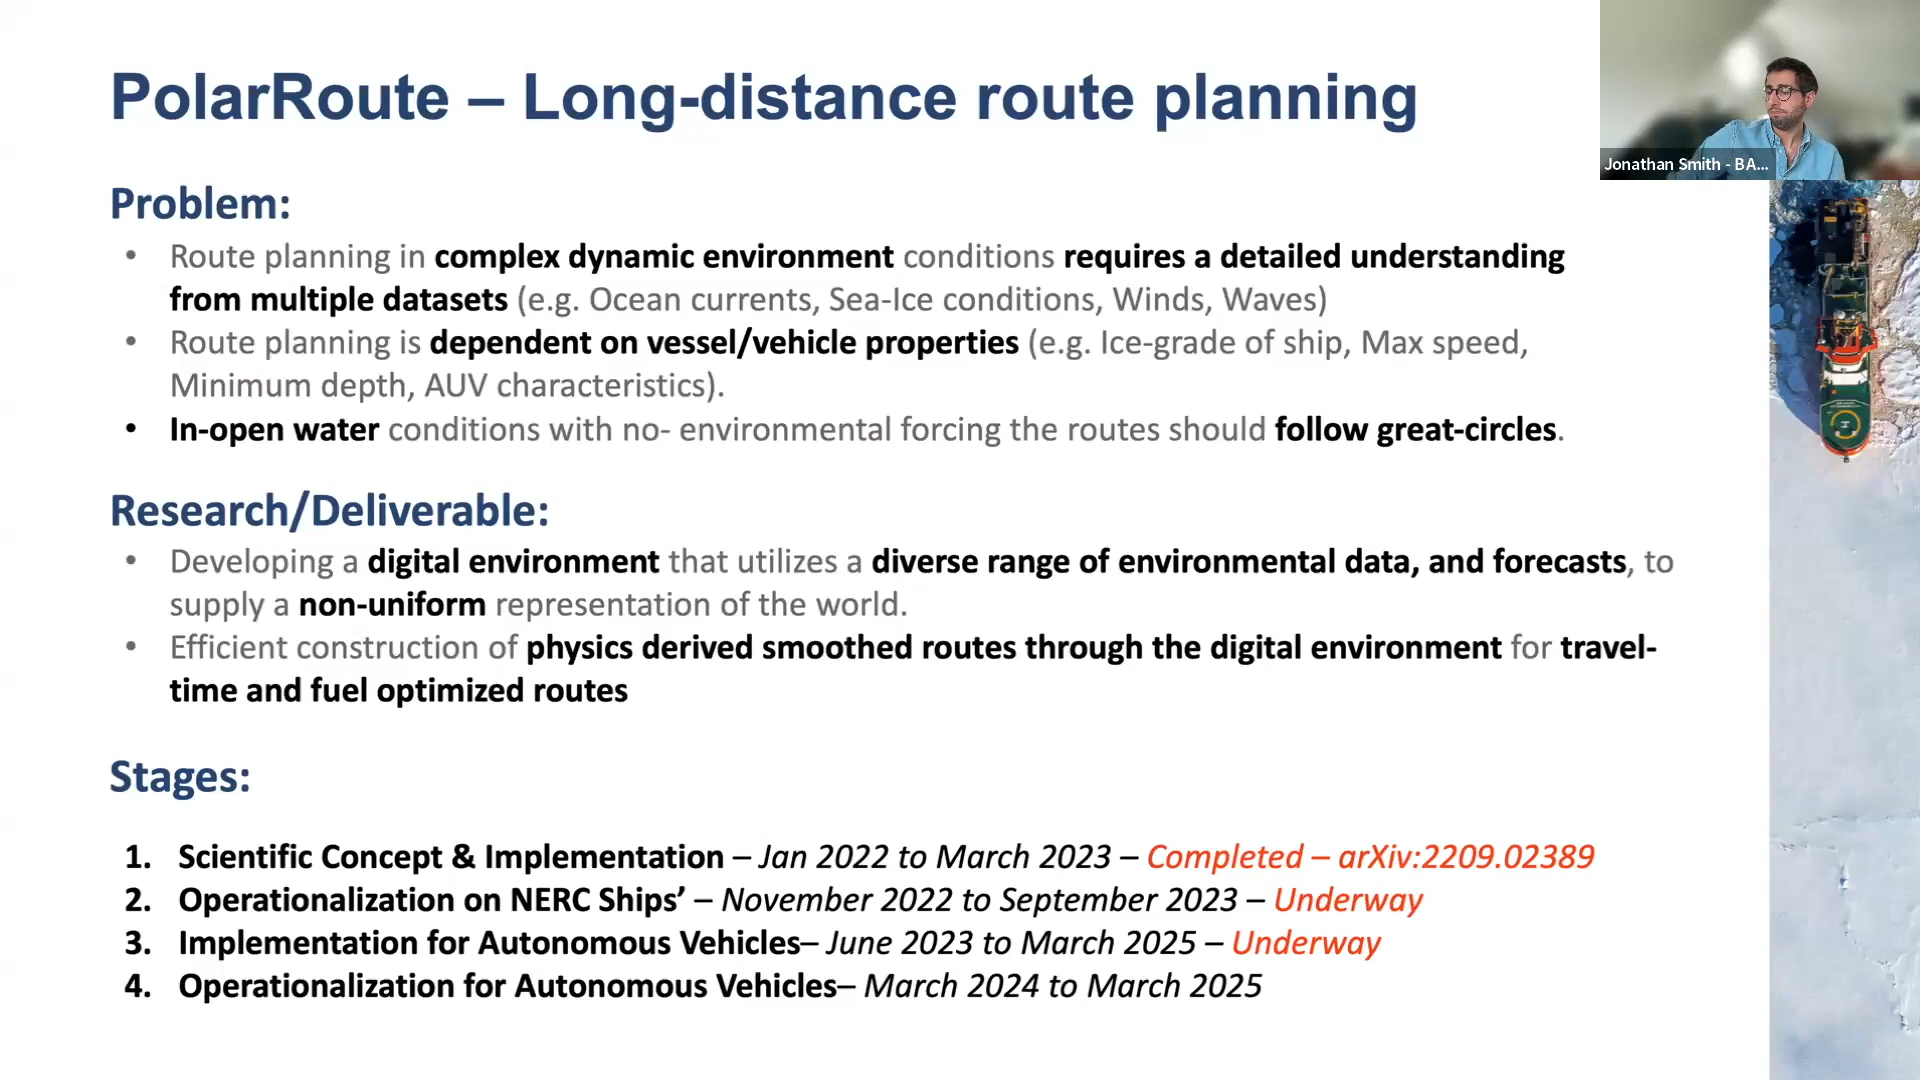 PolarRoute – Long-distance route planning
Jonathan Smith - BA...
Problem:
• Route planning in complex dynamic environment conditions requires a detailed understanding
from multiple datasets (e.g. Ocean currents, Sea-Ice conditions, Winds, Waves)
• Route planning is dependent on vessel/vehicle properties (e.g. Ice-grade of ship, Max speed,
Minimum depth, AUV characteristics).
• In-open water conditions with no- environmental forcing the routes should follow great-circles.
Research/Deliverable:
• Developing a digital environment that utilizes a diverse range of environmental data, and forecasts, to
supply a non-uniform representation of the world.
• Efficient construction of physics derived smoothed routes through the digital environment for travel-
time and fuel optimized routes
Stages:
1. Scientific Concept & Implementation – Jan 2022 to March 2023 – Completed – arXiv:2209.02389
2. Operationalization on NERC Ships’ – November 2022 to September 2023 – Underway
3. Implementation for Autonomous Vehicles– June 2023 to March 2025 – Underway
4. Operationalization for Autonomous Vehicles– March 2024 to March 2025